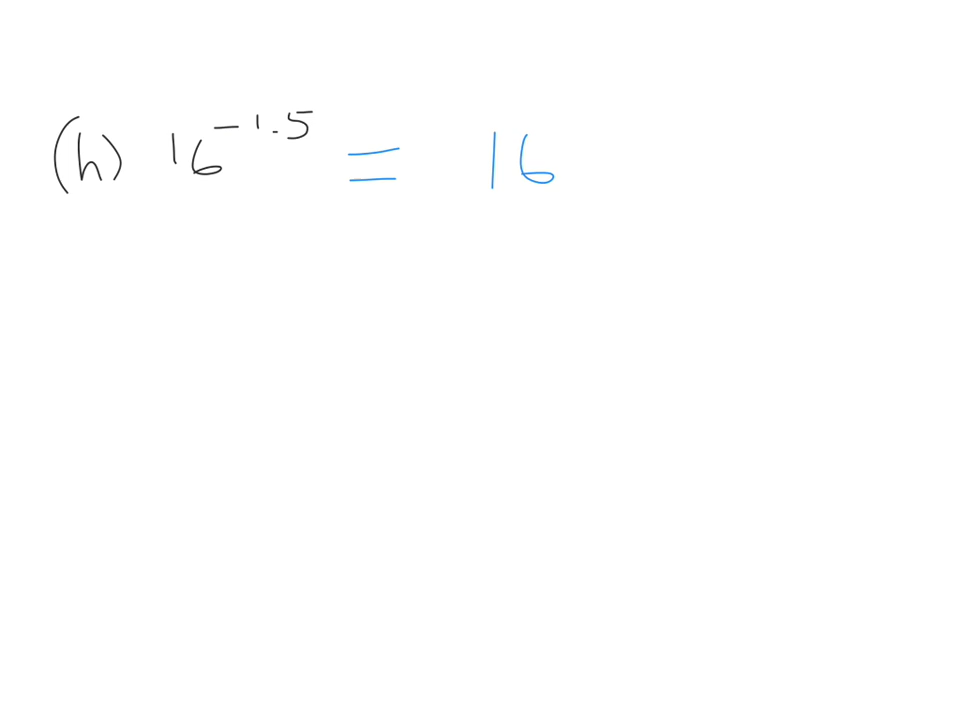 (h) 16^{-1.5} = 16